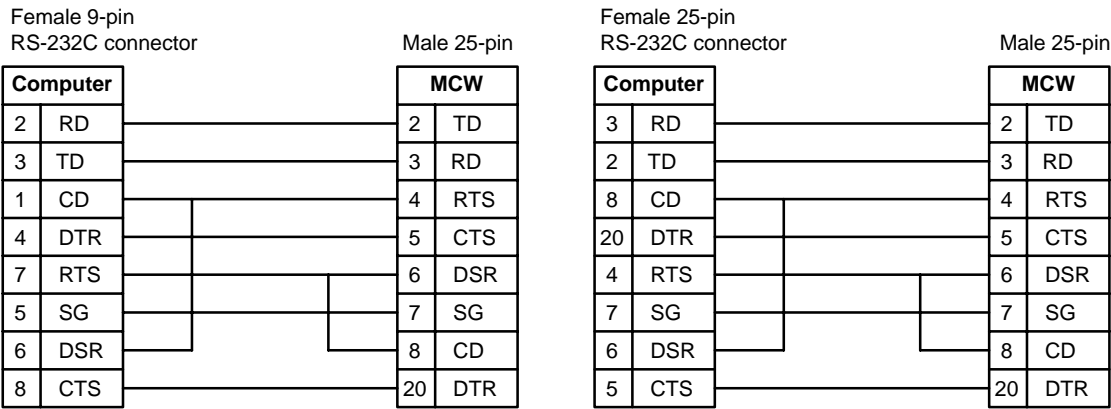 Female 9-pin
RS-232C connector
Male 25-pin
Computer
MCW
2 RD
2 TD
3 TD
3 RD
1 CD
4 RTS
4 DTR
5 CTS
7 RTS
6 DSR
5 SG
7 SG
6 DSR
8 CD
8 CTS
20 DTR
Female 25-pin
RS-232C connector
Male 25-pin
Computer
MCW
3 RD
2 TD
2 TD
3 RD
8 CD
4 RTS
20 DTR
5 CTS
4 RTS
6 DSR
7 SG
7 SG
6 DSR
8 CD
5 CTS
20 DTR